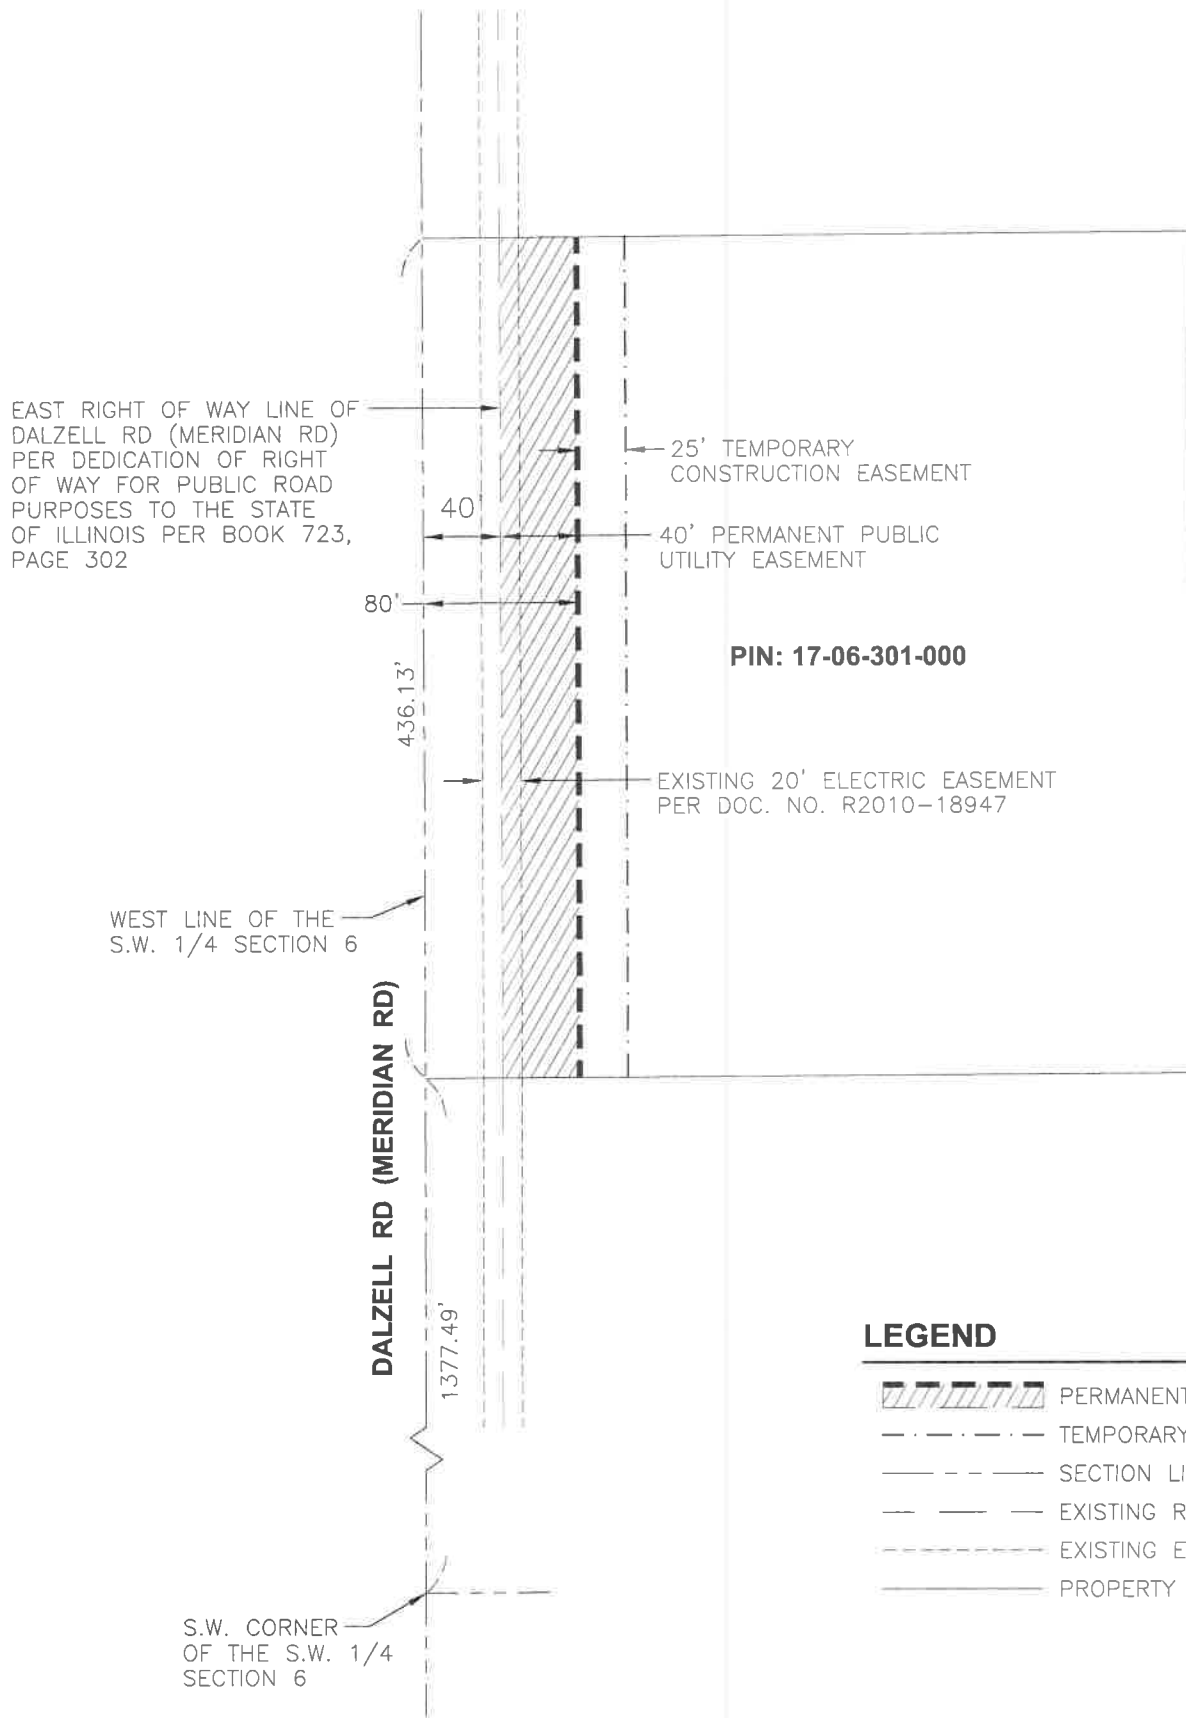 EAST RIGHT OF WAY LINE OF
DALZELL RD (MERIDIAN RD)
PER DEDICATION OF RIGHT
OF WAY FOR PUBLIC ROAD
PURPOSES TO THE STATE
OF ILLINOIS PER BOOK 723,
PAGE 302
25' TEMPORARY
CONSTRUCTION EASEMENT
40'
40' PERMANENT PUBLIC
UTILITY EASEMENT
80'
PIN: 17-06-301-000
436.13'
EXISTING 20' ELECTRIC EASEMENT
PER DOC. NO. R2010-18947
WEST LINE OF THE
S.W. 1/4 SECTION 6
DALZELL RD (MERIDIAN RD)
1377.49'
LEGEND
PERMANENT
TEMPORARY
SECTION LI
EXISTING R
EXISTING E
PROPERTY
S.W. CORNER
OF THE S.W. 1/4
SECTION 6